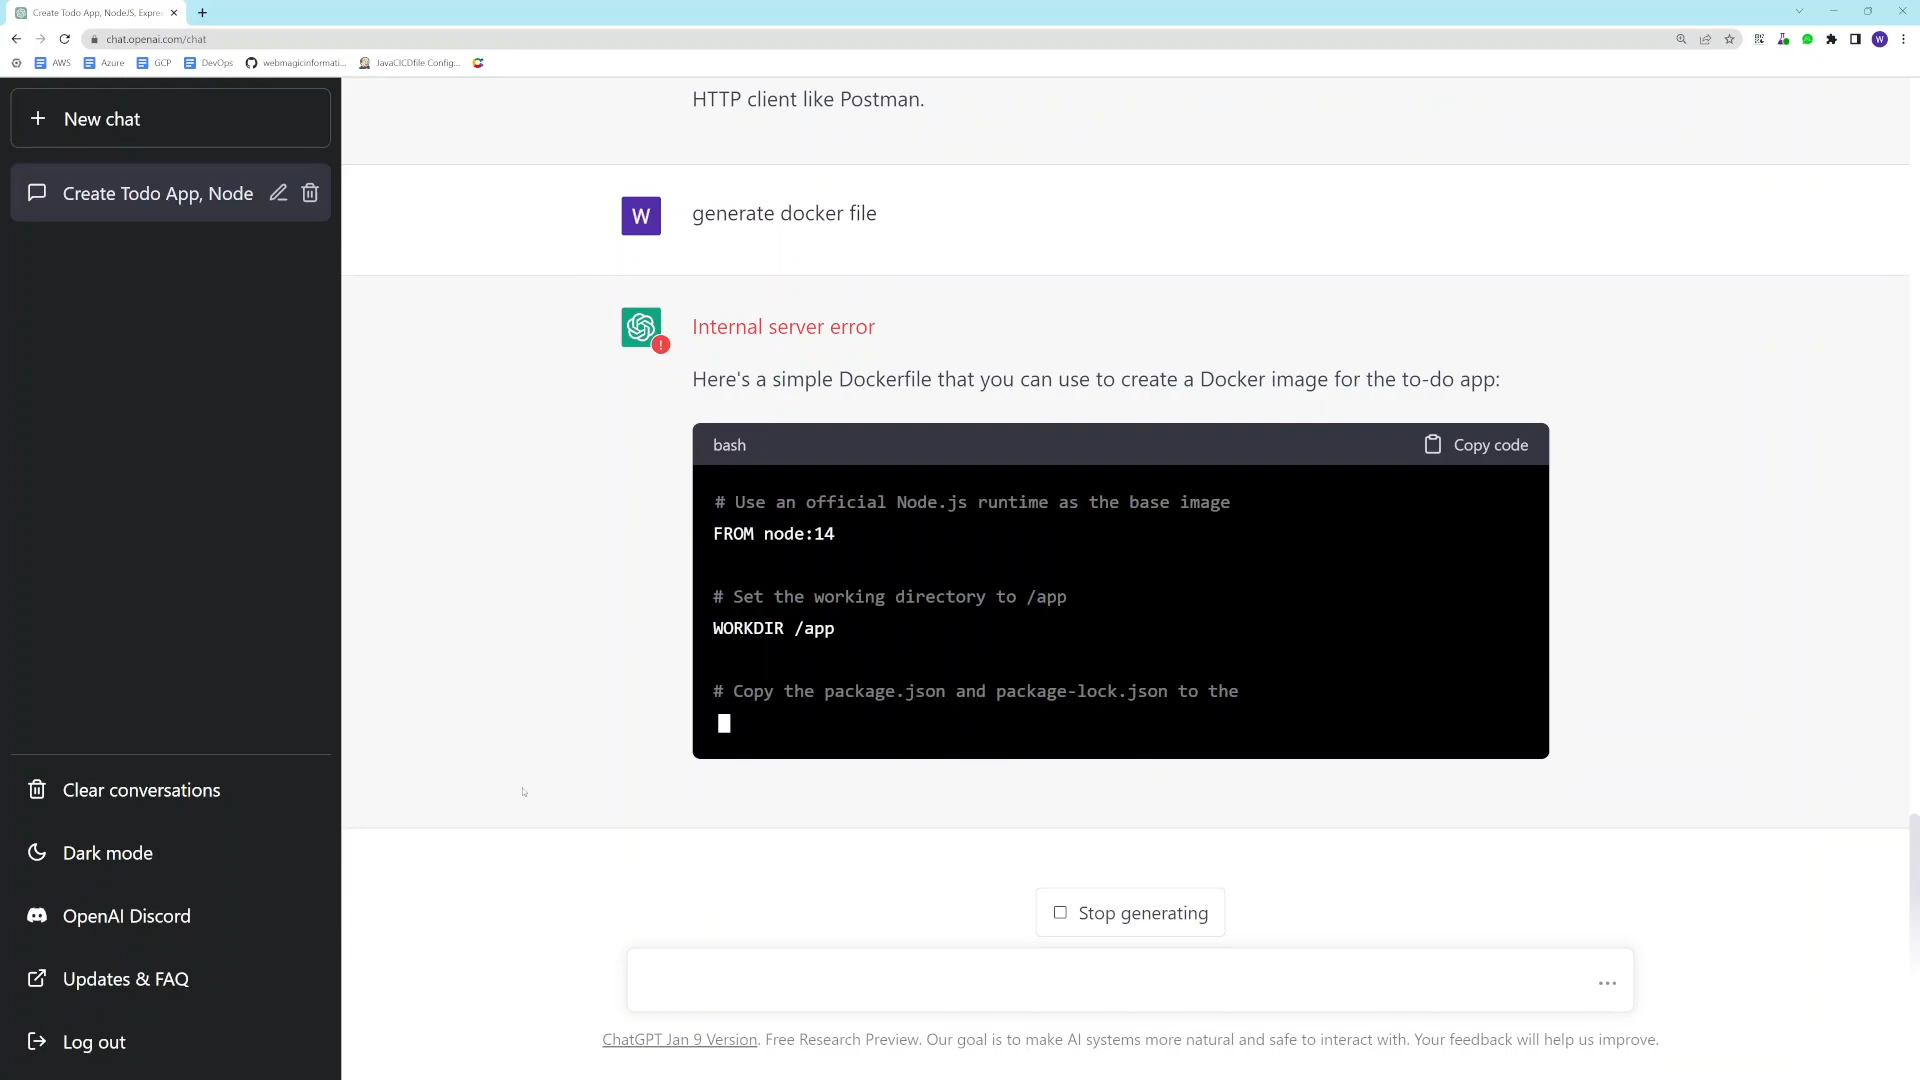 Create Todo App, NodeJS, Expre
chat.openai.com/chat
AWS
Azure
GCP
DevOps
webmagicinformati...
JavaCICDfile Config...
W
New chat
Create Todo App, Node
HTTP client like Postman.
W
generate docker file
Internal server error
!
Here's a simple Dockerfile that you can use to create a Docker image for the to-do app:
bash
Copy code
# Use an official Node.js runtime as the base image
FROM node:14
# Set the working directory to /app
WORKDIR /app
# Copy the package.json and package-lock.json to the
Clear conversations
Dark mode
OpenAI Discord
Updates & FAQ
Log out
Stop generating
ChatGPT Jan 9 Version. Free Research Preview. Our goal is to make AI systems more natural and safe to interact with. Your feedback will help us improve.